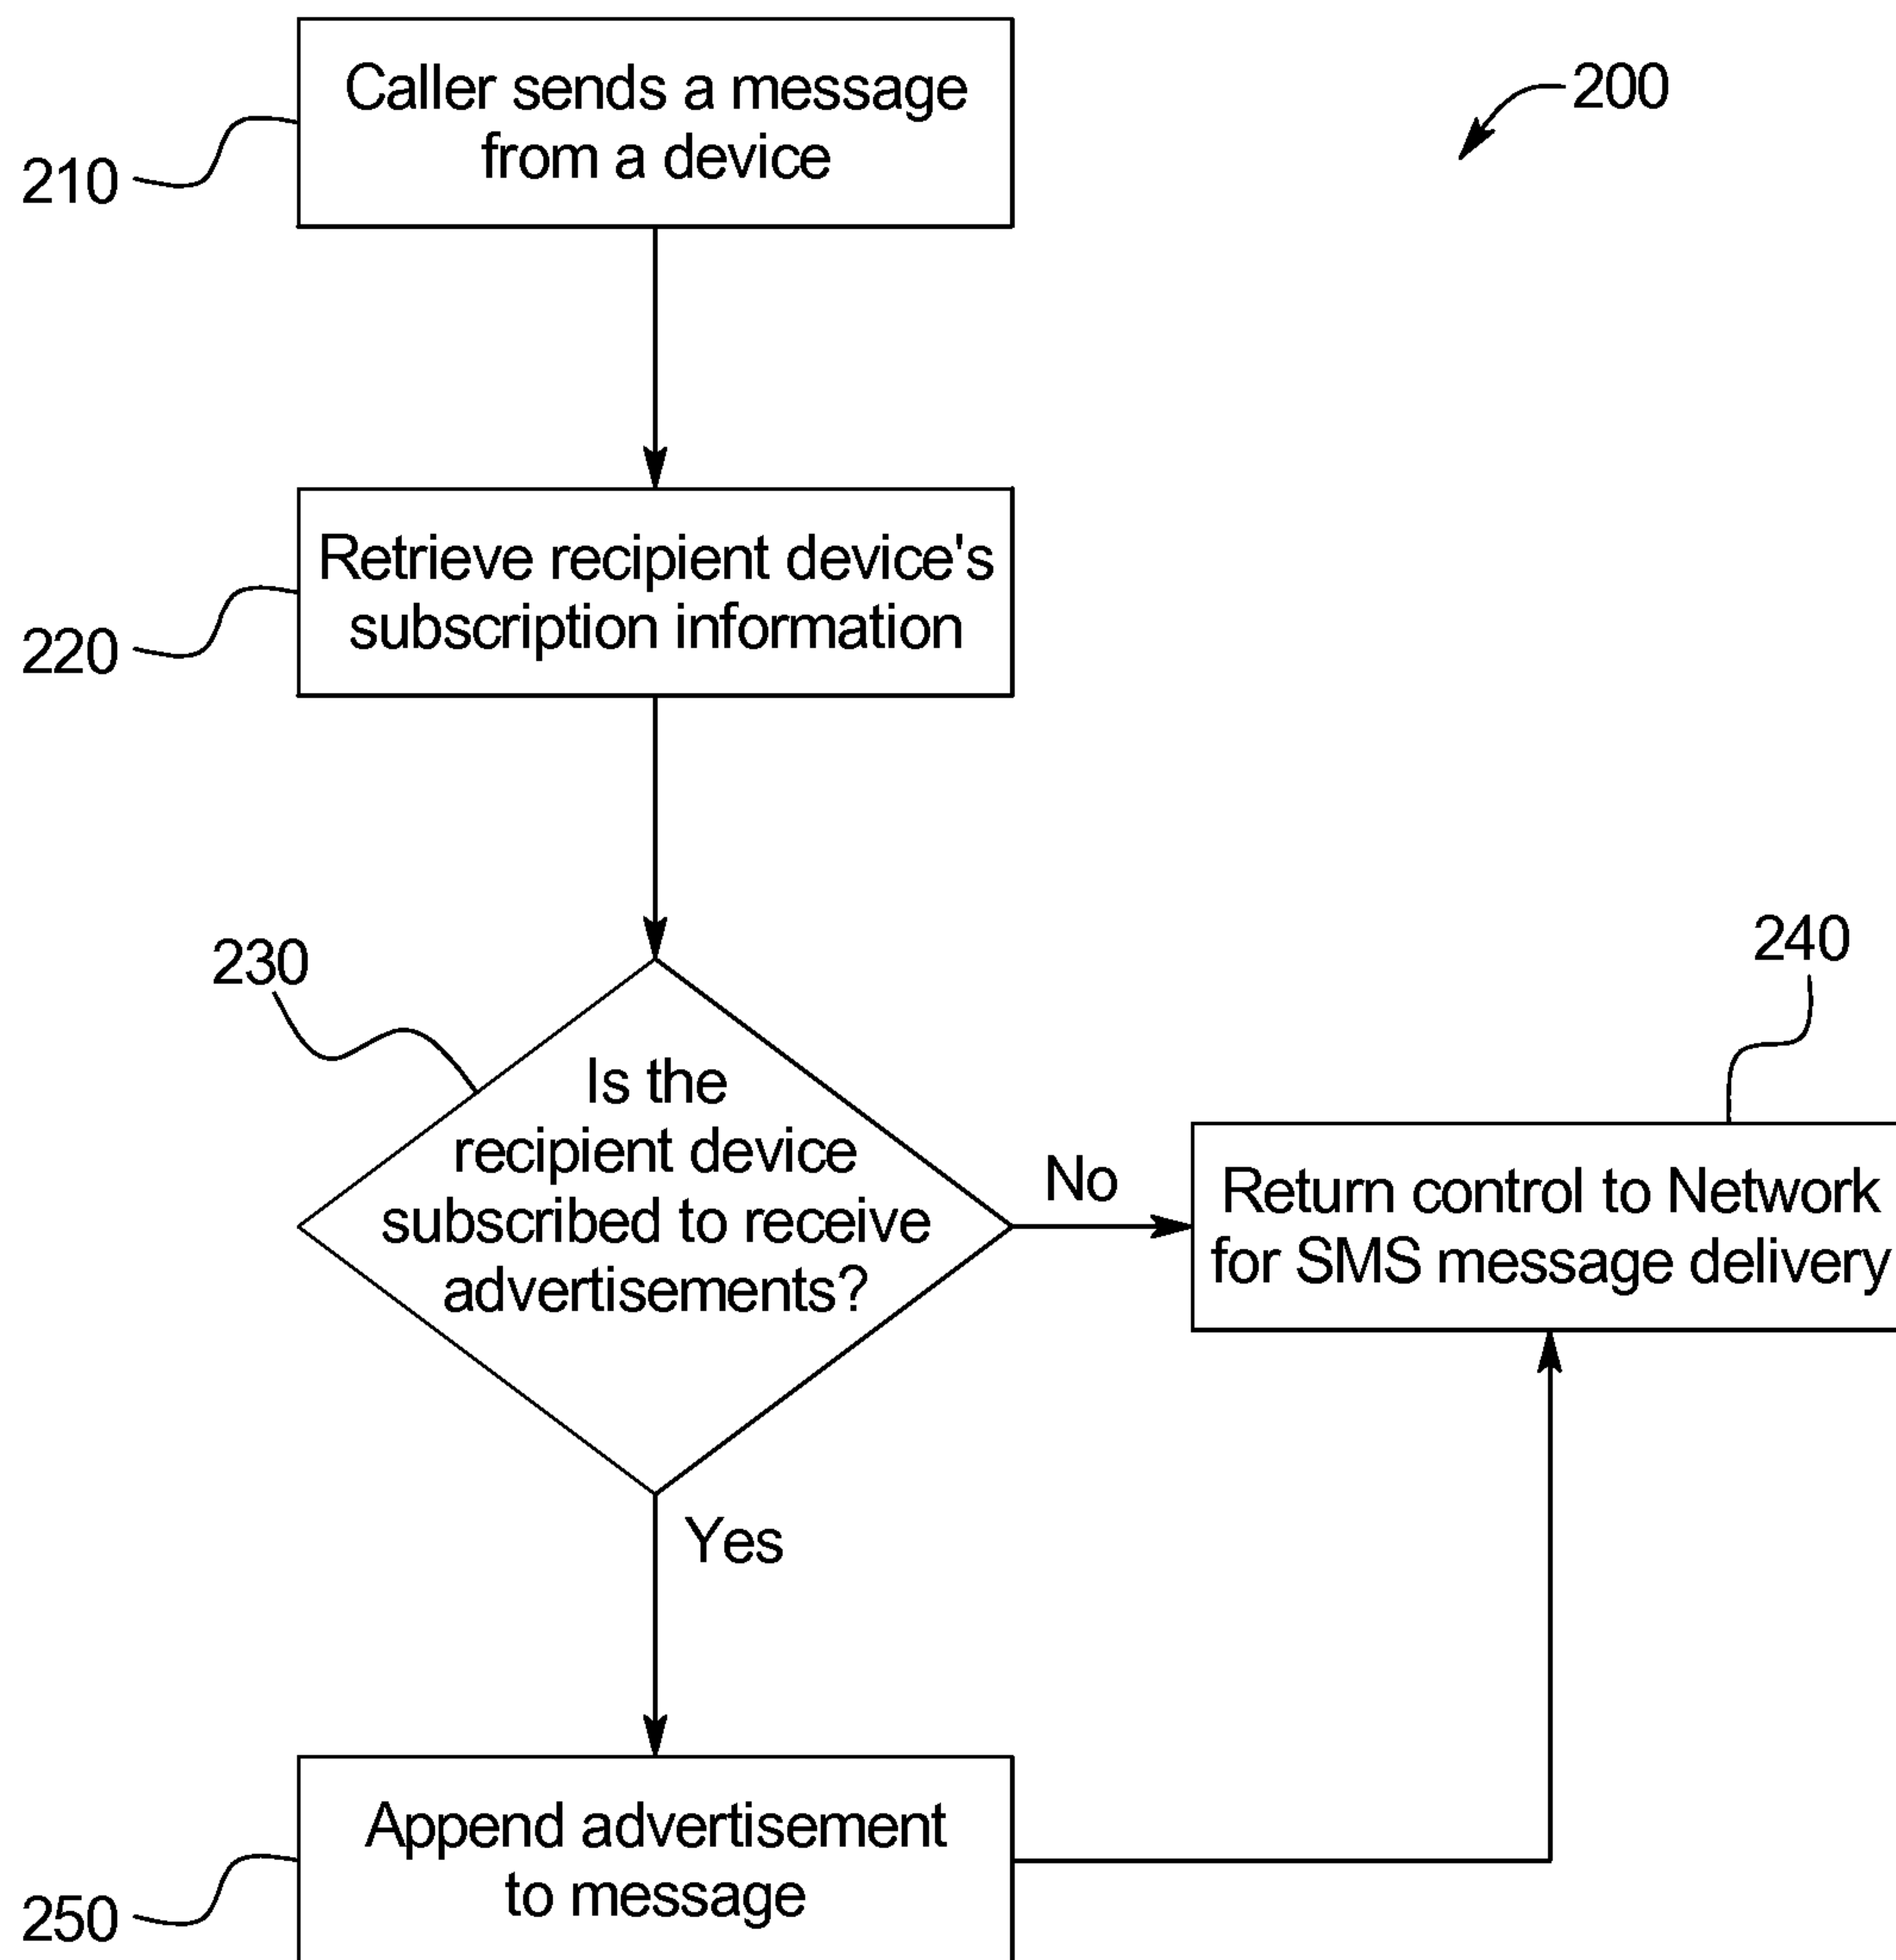 Caller sends a message
from a device
200
210
Retrieve recipient device's
subscription information
220
230
Is the
recipient device
subscribed to receive
advertisements?
No
240
Return control to Network
for SMS message delivery
Yes
Append advertisement
to message
250